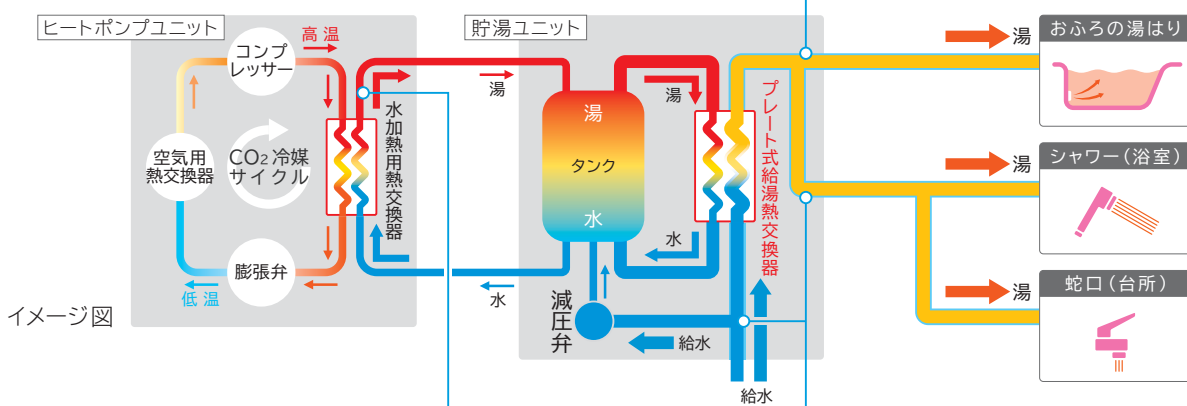 ヒートポンプユニット
コンプ
レッサー
高温
空気用
熱交換器
CO2冷媒
サイクル
水加熱用熱交換器
膨張弁
低温
イメージ図
湯
水
貯湯ユニット
湯
タンク
水
湯
水
プレート式給湯熱交換器
減圧弁
給水
給水
湯
おふろの湯はり
湯
シャワー(浴室)
湯
蛇口(台所)